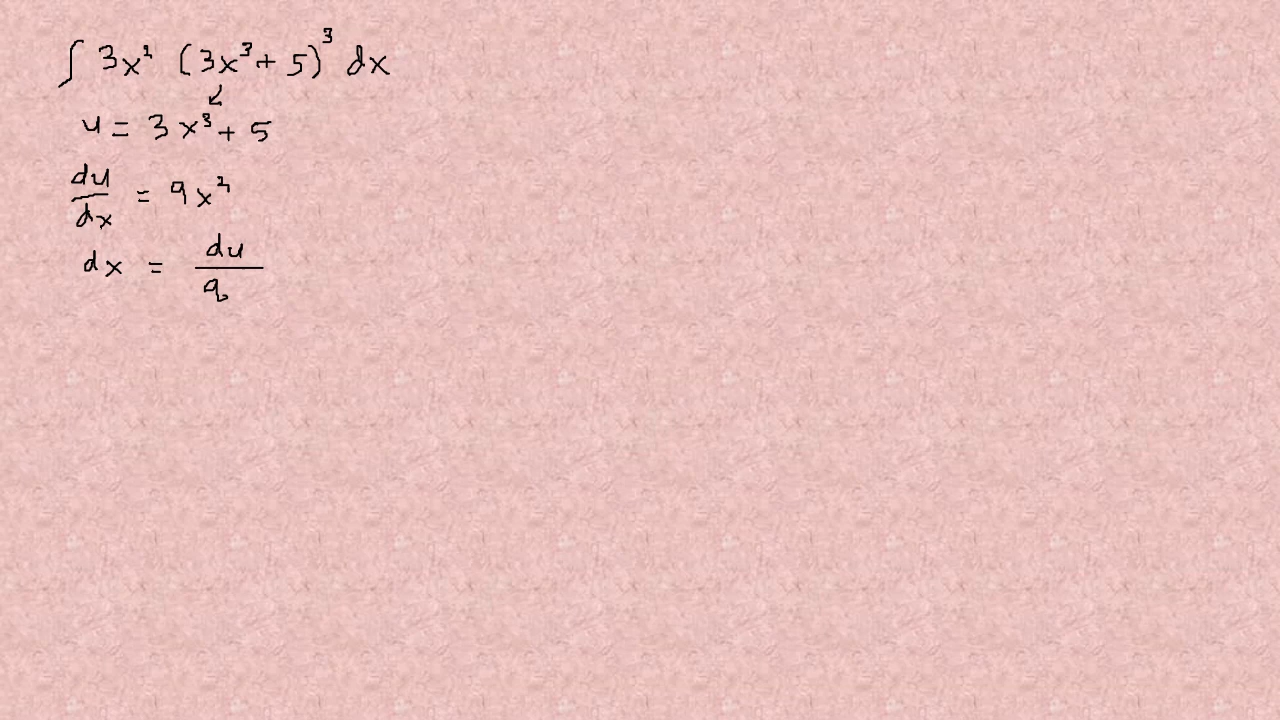 ∫ 3x² (3x³ + 5)³ dx
u = 3x³ + 5
du/dx = 9x²
dx = du/9